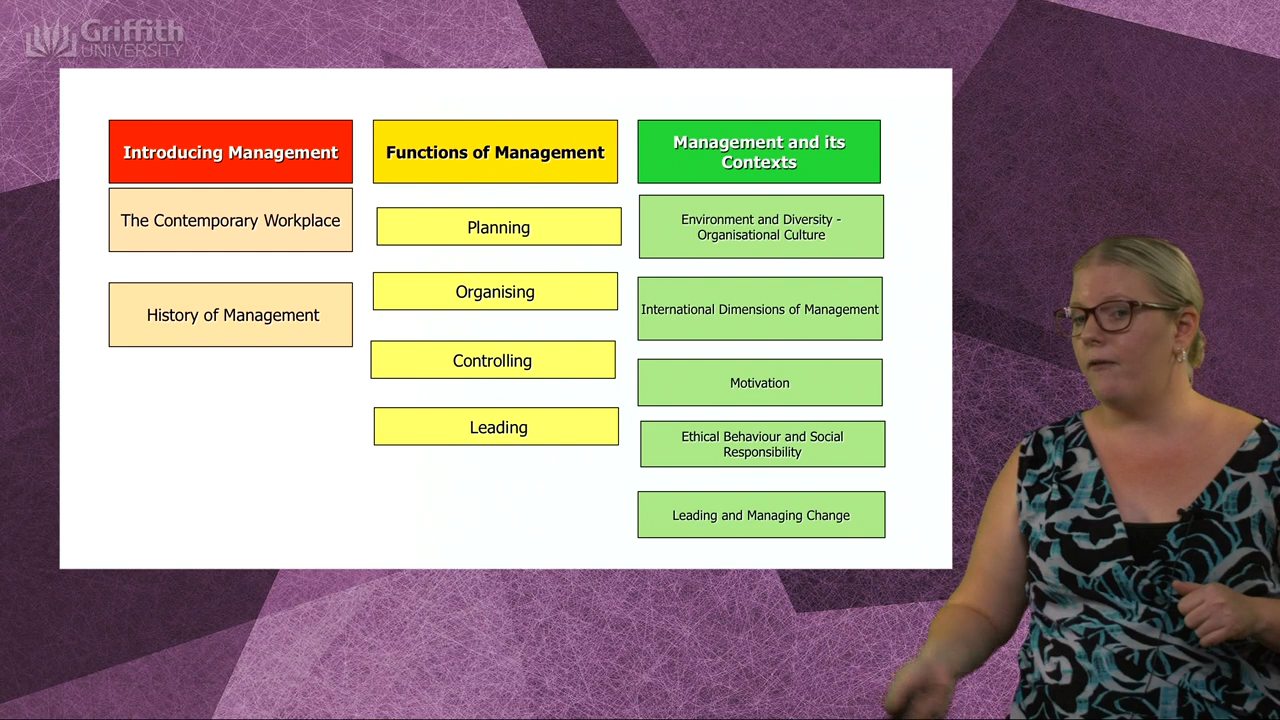 Griffith
UNIVERSITY
Introducing Management
The Contemporary Workplace
History of Management
Functions of Management
Planning
Organising
Controlling
Leading
Management and its
Contexts
Environment and Diversity -
Organisational Culture
International Dimensions of Management
Motivation
Ethical Behaviour and Social
Responsibility
Leading and Managing Change